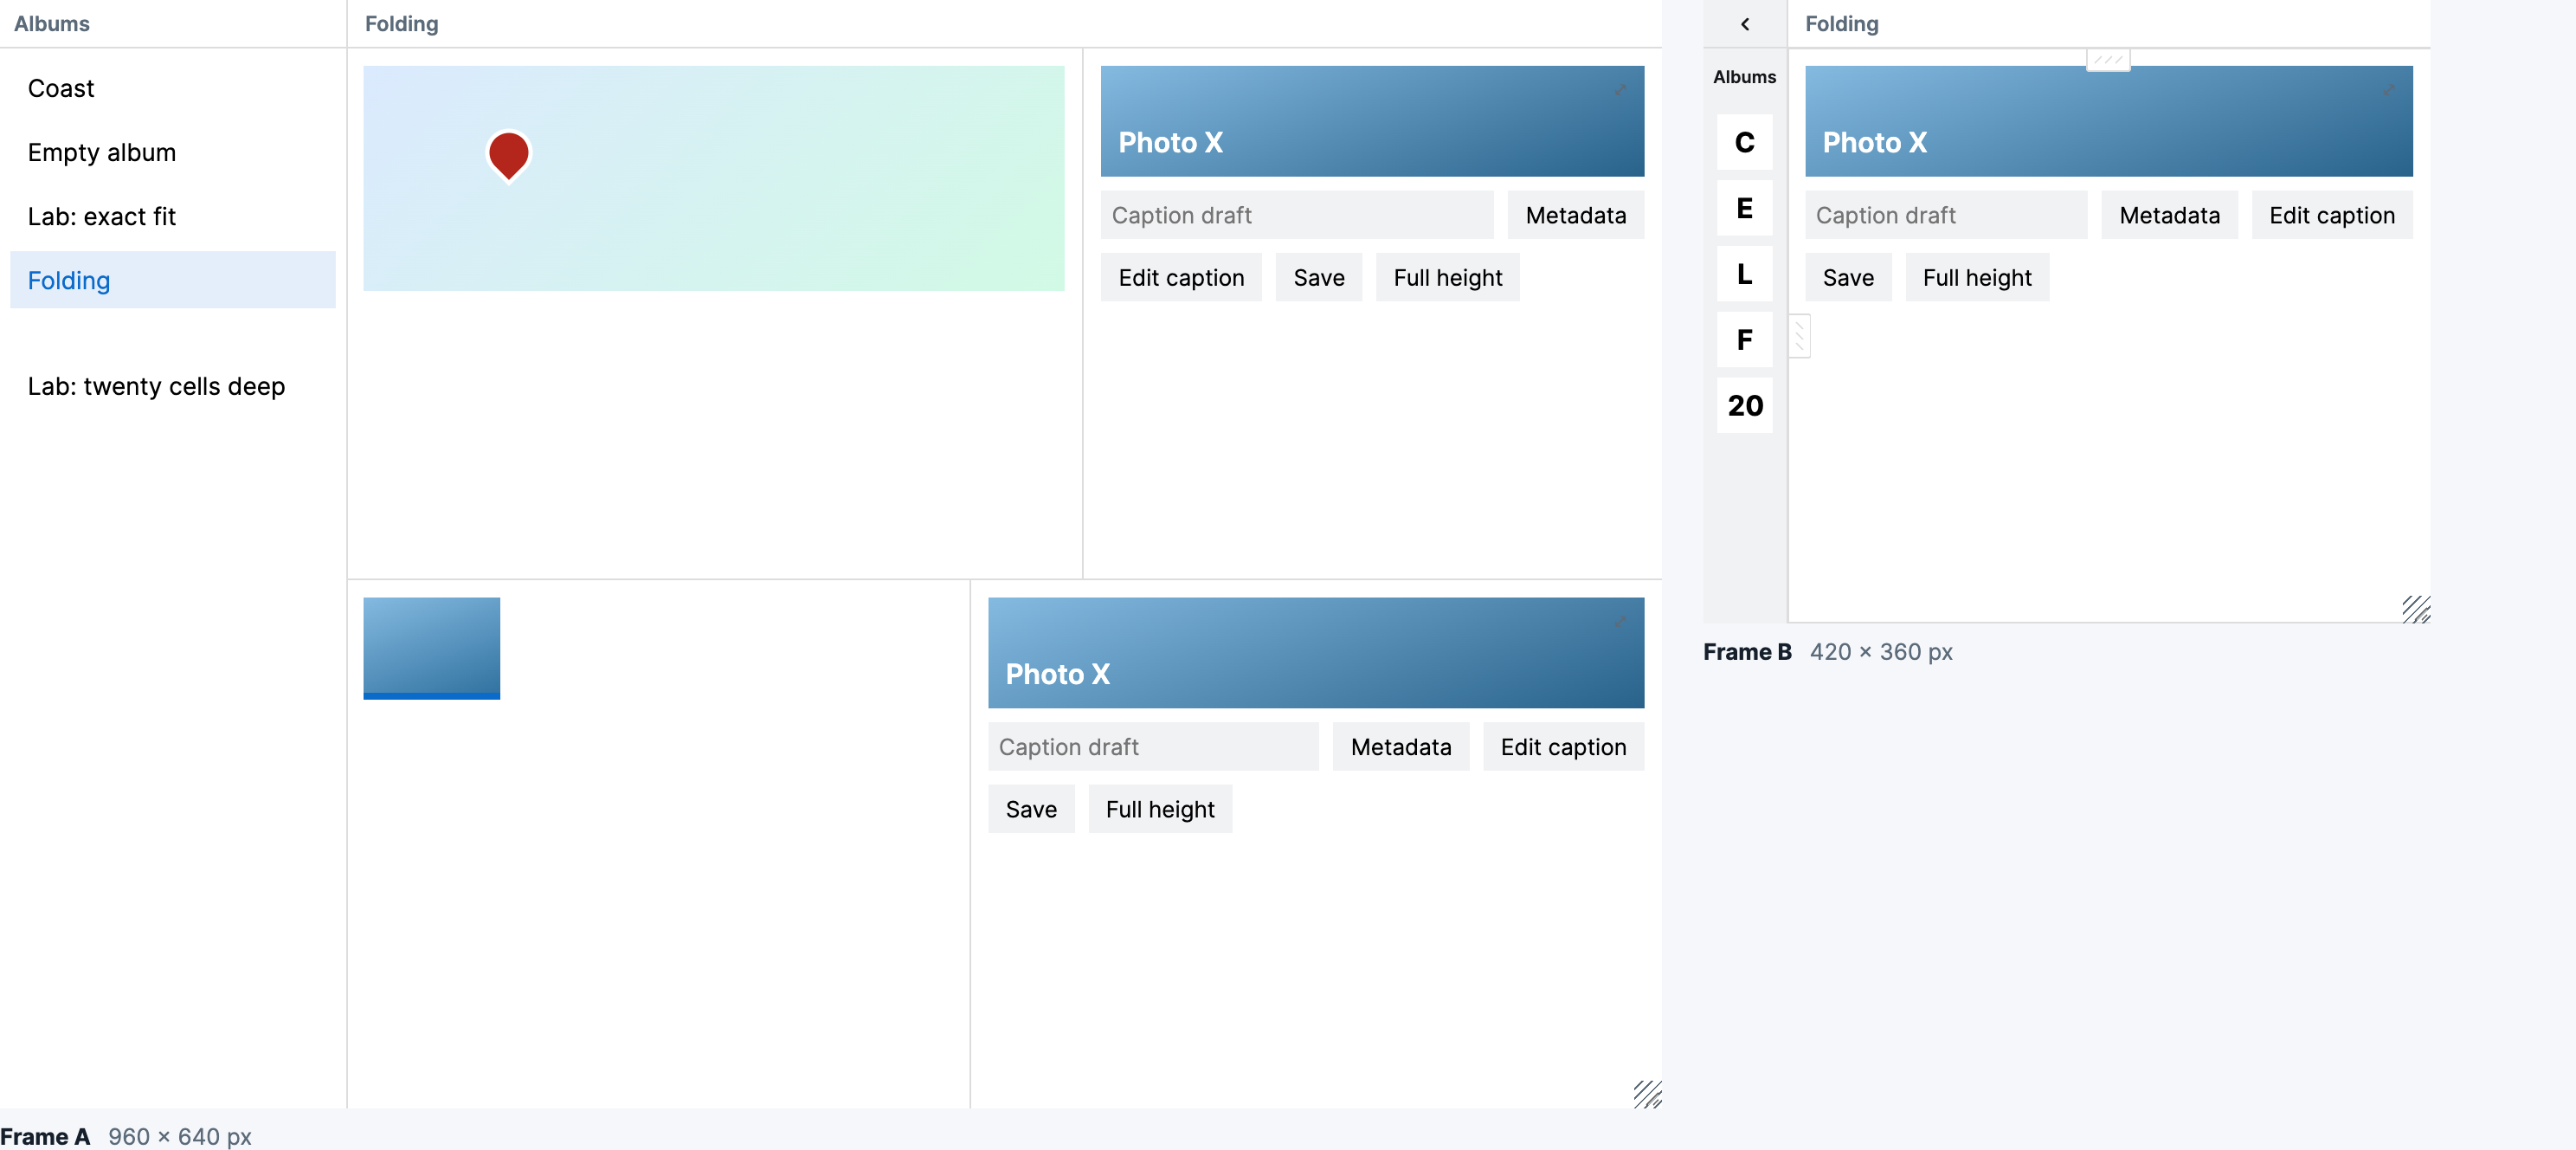 Albums
Coast
Empty album
Lab: exact fit
Folding
Lab: twenty cells deep
Folding
Photo X
Caption draft Metadata
Edit caption Save Full height
Photo X
Caption draft Metadata Edit caption
Save Full height
Frame A 960 × 640 px
Folding
Albums
C
E
L
F
20
Photo X
Caption draft Metadata Edit caption
Save Full height
Frame B 420 × 360 px